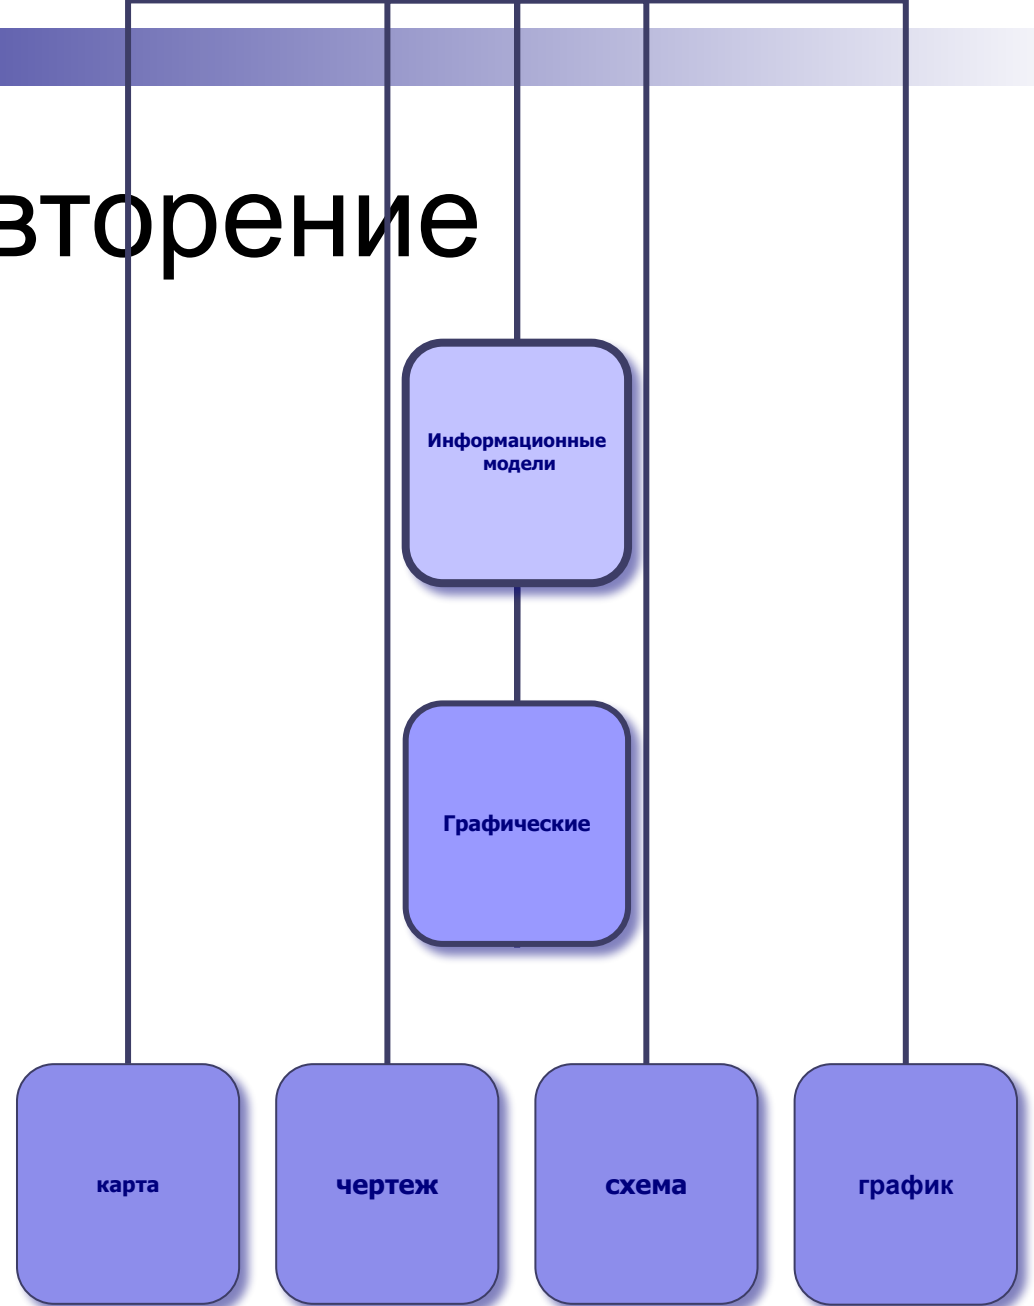 вторение
Информационные
модели
Графические
карта
чертеж
схема
график